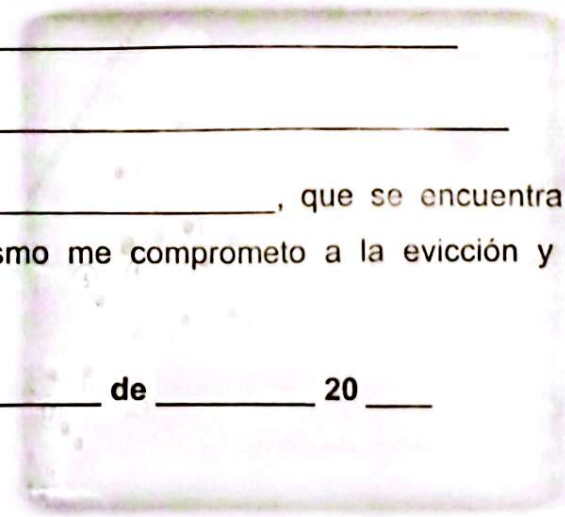 , que se encuentra
smo me comprometo a la evicción y
de 20